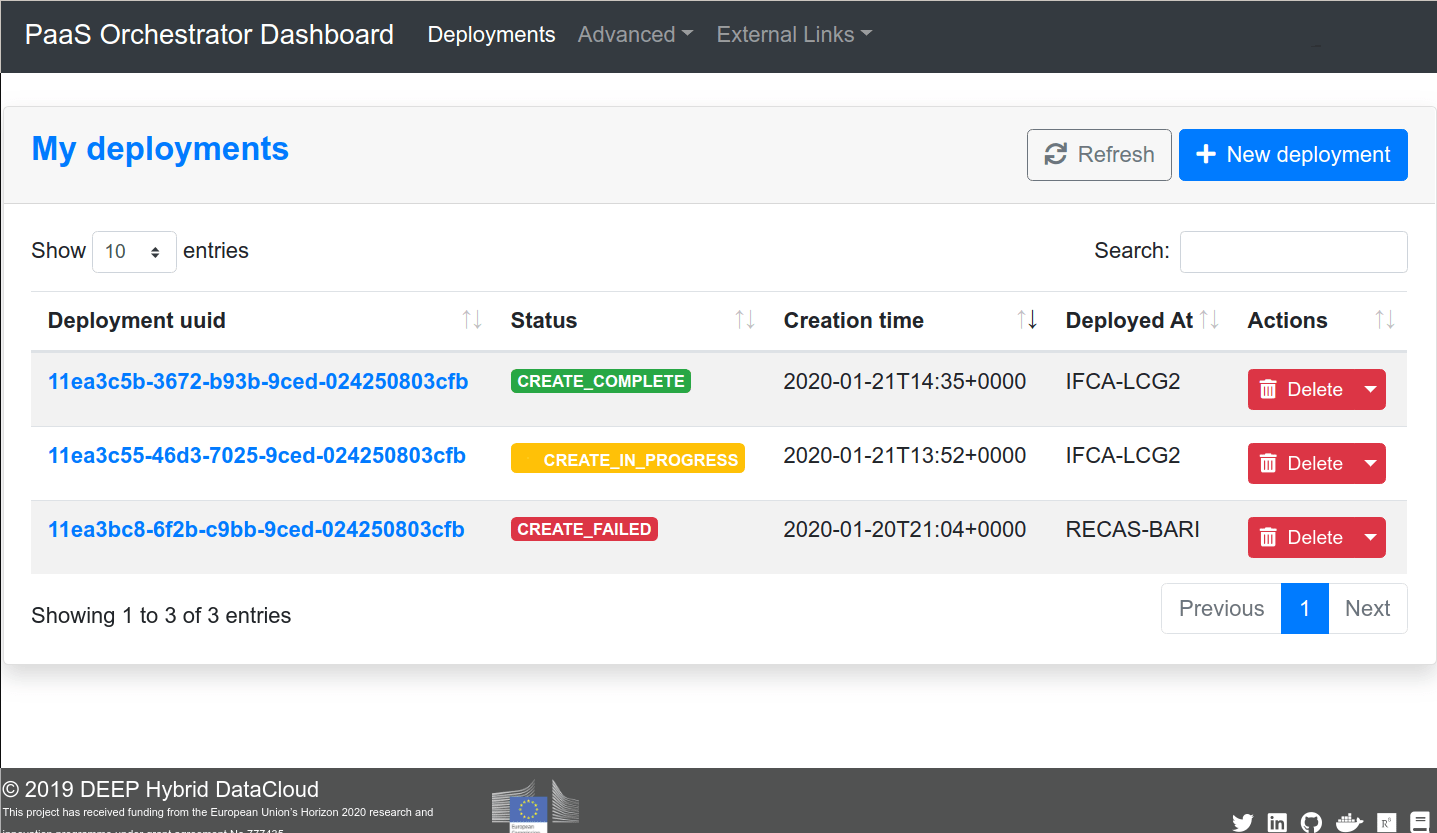 PaaS Orchestrator Dashboard Deployments Advanced External Links
My deployments Refresh New deployment
Show 10 entries Search:
Deployment uuid Status Creation time Deployed At Actions
11ea3c5b-3672-b93b-9ced-024250803cfb CREATE_COMPLETE 2020-01-21T14:35+0000 IFCA-LCG2 Delete
11ea3c55-46d3-7025-9ced-024250803cfb CREATE_IN_PROGRESS 2020-01-21T13:52+0000 IFCA-LCG2 Delete
11ea3bc8-6f2b-c9bb-9ced-024250803cfb CREATE_FAILED 2020-01-20T21:04+0000 RECAS-BARI Delete
Showing 1 to 3 of 3 entries Previous 1 Next
© 2019 DEEP Hybrid DataCloud
This project has received funding from the European Union's Horizon 2020 research and
European